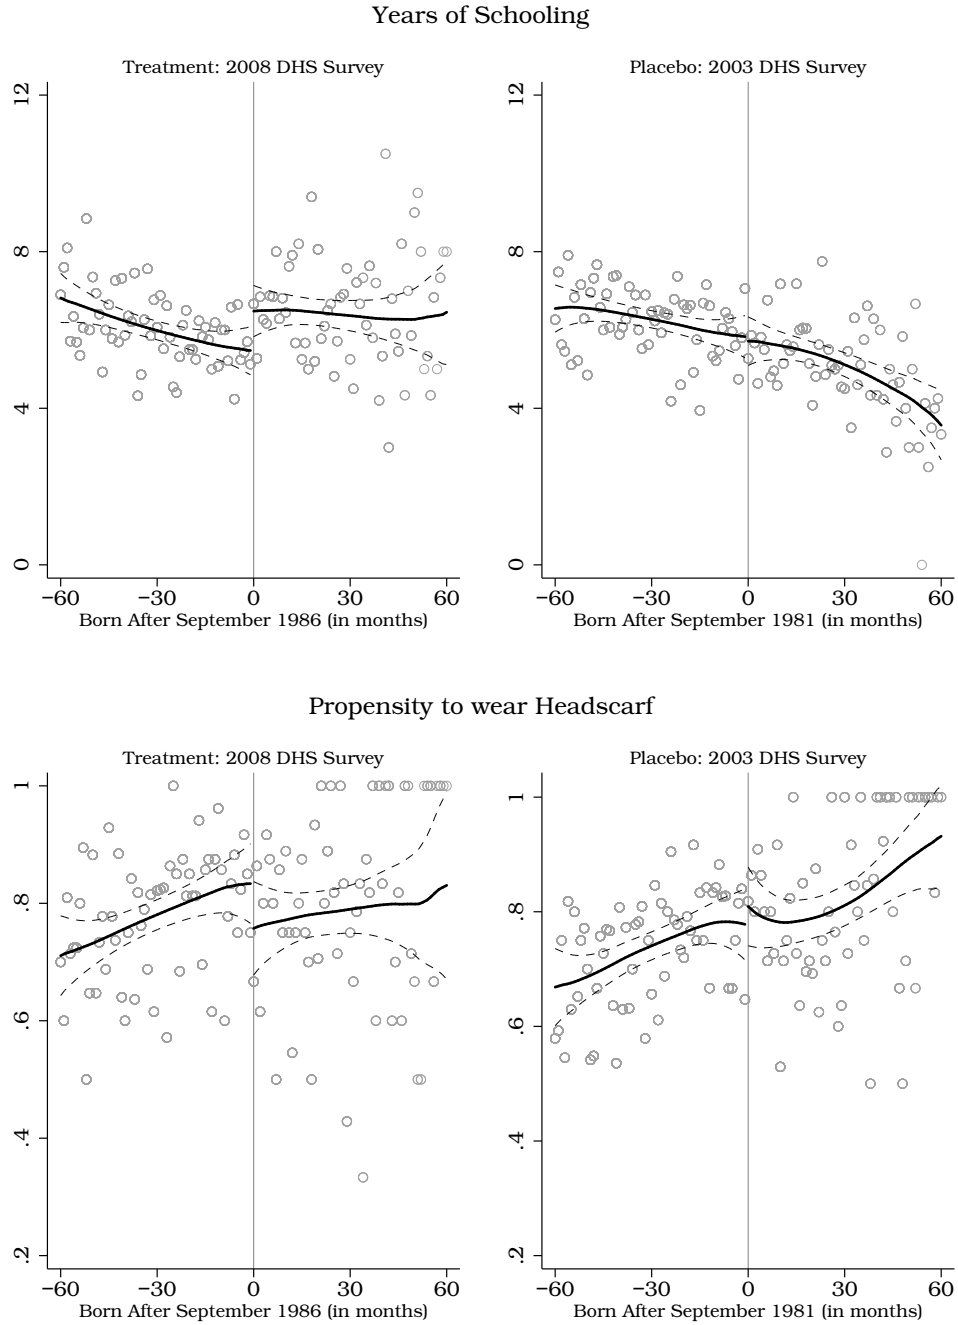 Years of Schooling
Treatment: 2008 DHS Survey
Placebo: 2003 DHS Survey
12
8
4
0
−60 −30 0 30 60
Born After September 1986 (in months)
12
8
4
0
−60 −30 0 30 60
Born After September 1981 (in months)
Propensity to wear Headscarf
Treatment: 2008 DHS Survey
Placebo: 2003 DHS Survey
1
.8
.6
.4
.2
−60 −30 0 30 60
Born After September 1986 (in months)
1
.8
.6
.4
.2
−60 −30 0 30 60
Born After September 1981 (in months)